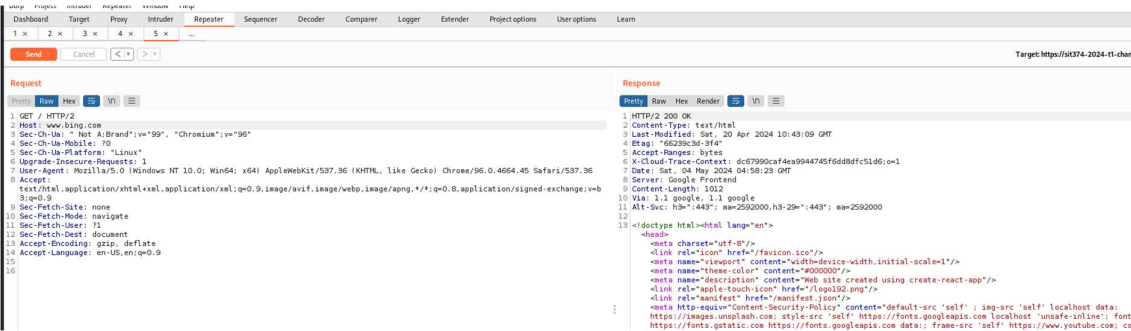 Burp Project Intruder Repeater Window Help
Dashboard Target Proxy Intruder Repeater Sequencer Decoder Comparer Logger Extender Project options User options Learn
1 × 2 × 3 × 4 × 5 × ...
Send Cancel < > Target: https://sit374-2024-t1-chan
Request
Pretty Raw Hex \n
1 GET / HTTP/2
2 Host: www.bing.com
3 Sec-Ch-Ua: " Not A;Brand";v="99", "Chromium";v="96"
4 Sec-Ch-Ua-Mobile: ?0
5 Sec-Ch-Ua-Platform: "Linux"
6 Upgrade-Insecure-Requests: 1
7 User-Agent: Mozilla/5.0 (Windows NT 10.0; Win64; x64) AppleWebKit/537.36 (KHTML, like Gecko) Chrome/96.0.4664.45 Safari/537.36
8 Accept:
text/html,application/xhtml+xml,application/xml;q=0.9,image/avif,image/webp,image/apng,*/*;q=0.8,application/signed-exchange;v=b
3;q=0.9
9 Sec-Fetch-Site: none
10 Sec-Fetch-Mode: navigate
11 Sec-Fetch-User: ?1
12 Sec-Fetch-Dest: document
13 Accept-Encoding: gzip, deflate
14 Accept-Language: en-US,en;q=0.9
15
16
Response
Pretty Raw Hex Render \n
1 HTTP/2 200 OK
2 Content-Type: text/html
3 Last-Modified: Sat, 20 Apr 2024 10:43:09 GMT
4 Etag: "66239c3d-3f4"
5 Accept-Ranges: bytes
6 X-Cloud-Trace-Context: dc67990caf4ea9944745f6dd8dfc51d6;o=1
7 Date: Sat, 04 May 2024 04:58:23 GMT
8 Server: Google Frontend
9 Content-Length: 1012
10 Via: 1.1 google, 1.1 google
11 Alt-Svc: h3=":443"; ma=2592000,h3-29=":443"; ma=2592000
12
13 <!doctype html><html lang="en">
<head>
<meta charset="utf-8"/>
<link rel="icon" href="/favicon.ico"/>
<meta name="viewport" content="width=device-width,initial-scale=1"/>
<meta name="theme-color" content="#000000"/>
<meta name="description" content="Web site created using create-react-app"/>
<link rel="apple-touch-icon" href="/logo192.png"/>
<link rel="manifest" href="/manifest.json"/>
<meta http-equiv="Content-Security-Policy" content="default-src 'self' ; img-src 'self' localhost data:
https://images.unsplash.com; style-src 'self' https://fonts.googleapis.com localhost 'unsafe-inline'; font
https://fonts.gstatic.com https://fonts.googleapis.com data:; frame-src 'self' https://www.youtube.com; co